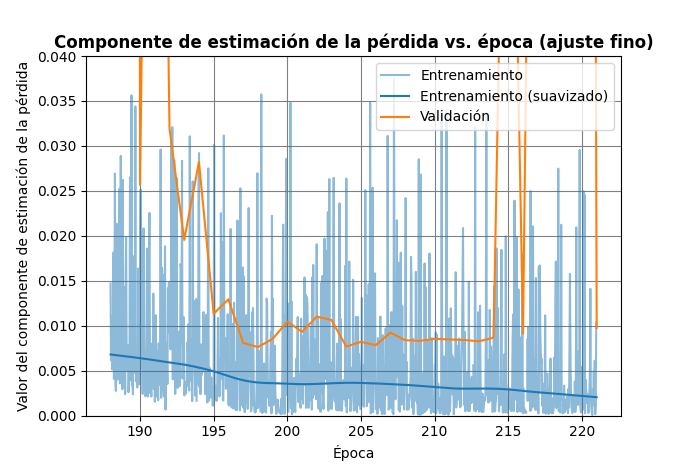 Componente de estimación de la pérdida vs. época (ajuste fino)
Valor del componente de estimación de la pérdida
0.040
0.035
0.030
0.025
0.020
0.015
0.010
0.005
0.000
Entrenamiento
Entrenamiento (suavizado)
Validación
190 195 200 205 210 215 220
Época